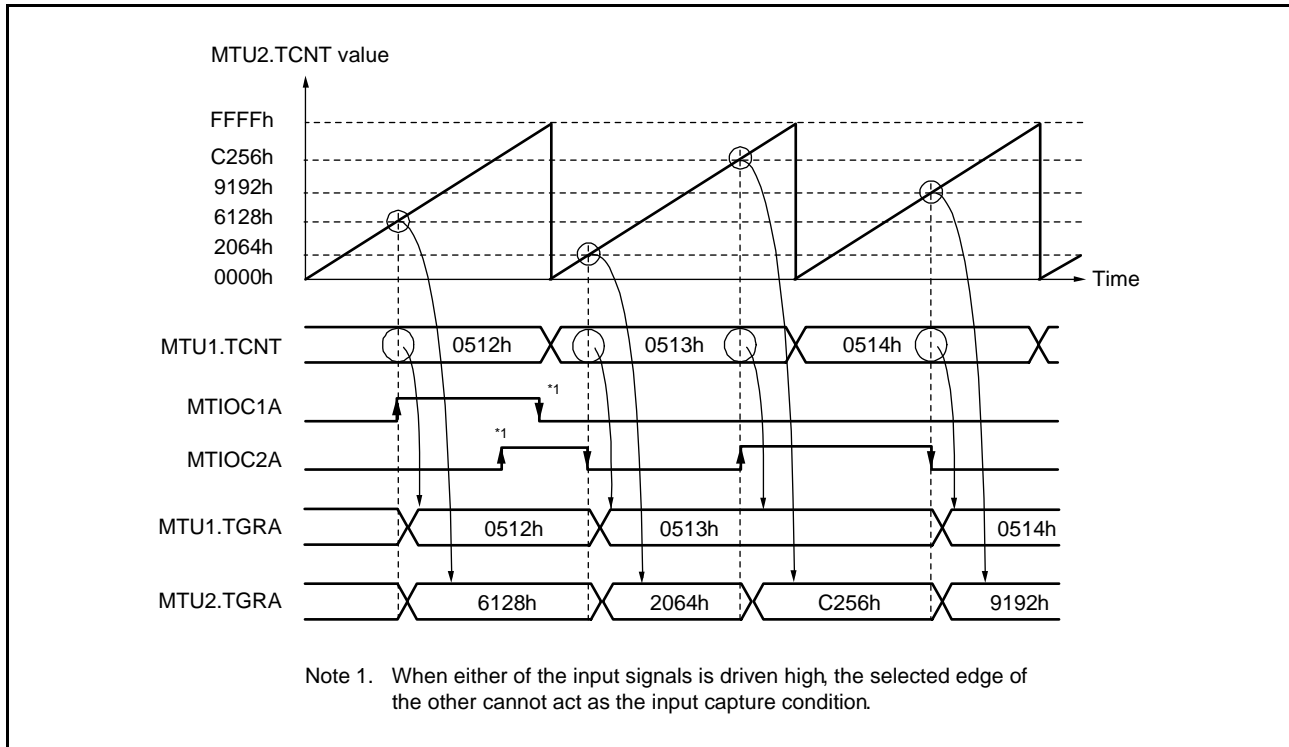 MTU2.TCNT value
FFFFh
C256h
9192h
6128h
2064h
0000h
Time
MTU1.TCNT
0512h
0513h
0514h
MTIOC1A
*1
MTIOC2A
*1
MTU1.TGRA
0512h
0513h
0514h
MTU2.TGRA
6128h
2064h
C256h
9192h
Note 1. When either of the input signals is driven high, the selected edge of
the other cannot act as the input capture condition.